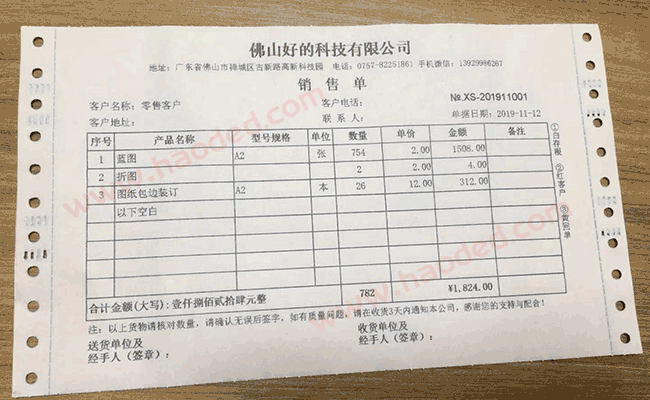 佛山好的科技有限公司
地址: 广东省佛山市禅城区古新路高新科技园 电话: 0757-82251861 手机微信: 13929986267
销售单
№.XS-201911001
客户名称: 零售客户 客户电话:
客户地址: 联 系 人: 单据日期: 2019-11-12
序号 产品名称 型号规格 单位 数量 单价 金额 备注
1 蓝图 A2 张 754 2.00 1508.00
2 折图 2 2.00 4.00
3 图纸包边装订 A2 本 26 12.00 312.00
以下空白
782 ¥1,824.00
合计金额(大写):壹仟捌佰贰拾肆元整
注: 以上货物请核对数量, 请确认无误后签字, 如有质量问题, 请在收货3天内通知本公司, 感谢您的支持与配合!
送货单位及 收货单位及
经手人(签章): 经手人(签章):
①白存根 ②红客户 ③黄回单
www.haoded.com
www.haoded.com